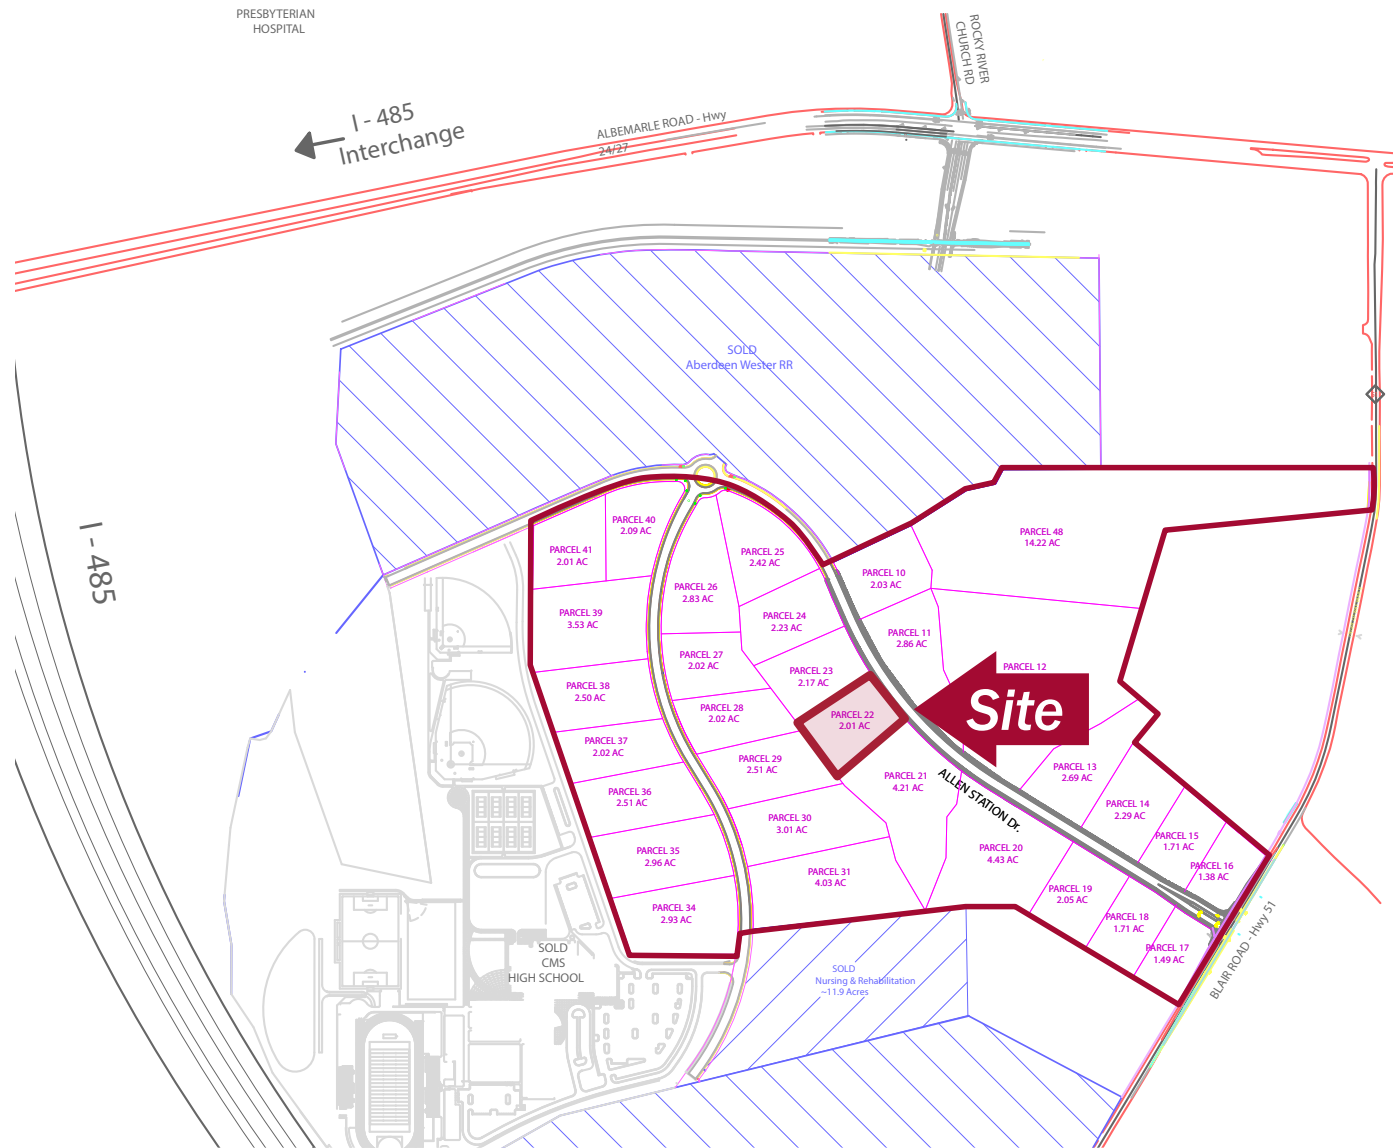 PRESBYTERIAN
HOSPITAL
ROCKY RIVER
CHURCH RD
I - 485
Interchange
ALBEMARLE ROAD - Hwy
24/27
SOLD
Aberdeen Wester RR
I - 485
PARCEL 40
2.09 AC
PARCEL 41
2.01 AC
PARCEL 25
2.42 AC
PARCEL 48
14.22 AC
PARCEL 10
2.03 AC
PARCEL 26
2.83 AC
PARCEL 39
3.53 AC
PARCEL 24
2.23 AC
PARCEL 11
2.86 AC
PARCEL 27
2.02 AC
PARCEL 23
2.17 AC
PARCEL 12
PARCEL 38
2.50 AC
PARCEL 28
2.02 AC
PARCEL 22
2.01 AC
Site
PARCEL 37
2.02 AC
PARCEL 29
2.51 AC
PARCEL 21
4.21 AC
PARCEL 13
2.69 AC
ALLEN STATION Dr.
PARCEL 36
2.51 AC
PARCEL 14
2.29 AC
PARCEL 30
3.01 AC
PARCEL 15
1.71 AC
PARCEL 35
2.96 AC
PARCEL 20
4.43 AC
PARCEL 16
1.38 AC
PARCEL 31
4.03 AC
PARCEL 19
2.05 AC
PARCEL 34
2.93 AC
PARCEL 18
1.71 AC
PARCEL 17
1.49 AC
BLAIR ROAD - Hwy 51
SOLD
CMS
HIGH SCHOOL
SOLD
Nursing & Rehabilitation
~11.9 Acres